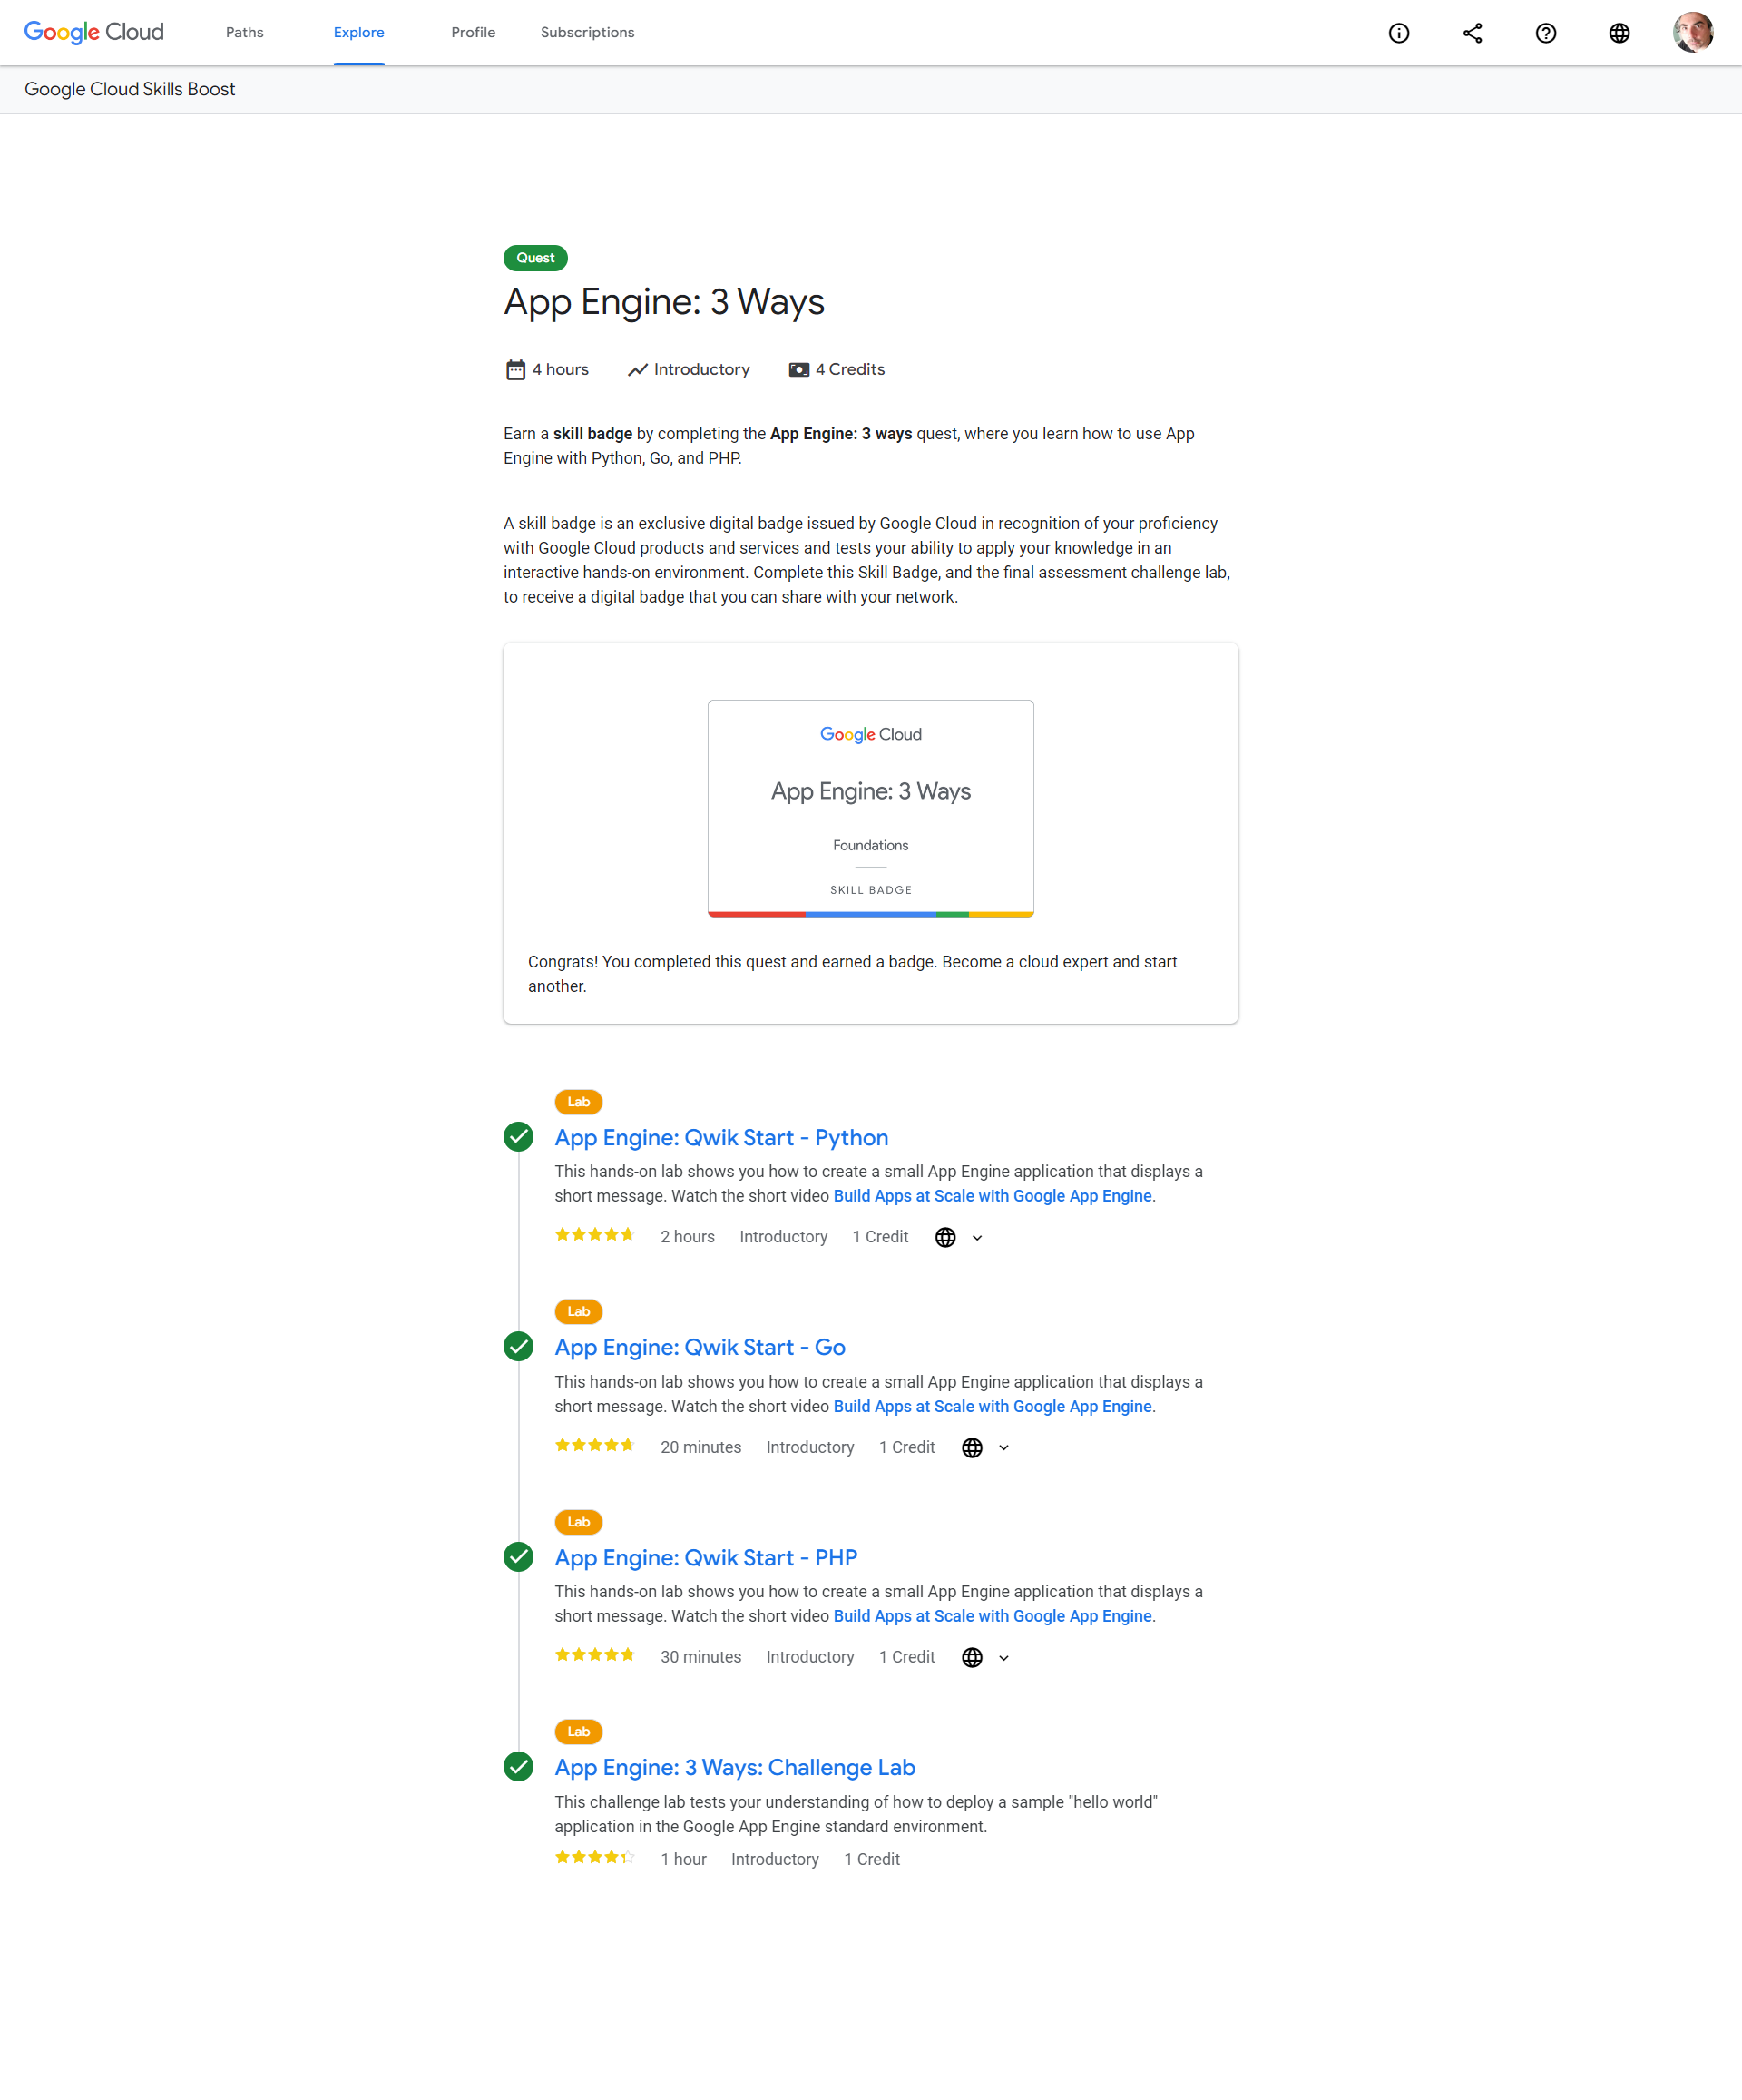 Google Cloud Paths Explore Profile Subscriptions
Google Cloud Skills Boost
Quest
App Engine: 3 Ways
4 hours Introductory 4 Credits
Earn a skill badge by completing the App Engine: 3 ways quest, where you learn how to use App
Engine with Python, Go, and PHP.
A skill badge is an exclusive digital badge issued by Google Cloud in recognition of your proficiency
with Google Cloud products and services and tests your ability to apply your knowledge in an
interactive hands-on environment. Complete this Skill Badge, and the final assessment challenge lab,
to receive a digital badge that you can share with your network.
Google Cloud
App Engine: 3 Ways
Foundations
SKILL BADGE
Congrats! You completed this quest and earned a badge. Become a cloud expert and start
another.
Lab
App Engine: Qwik Start - Python
This hands-on lab shows you how to create a small App Engine application that displays a
short message. Watch the short video Build Apps at Scale with Google App Engine.
2 hours Introductory 1 Credit
Lab
App Engine: Qwik Start - Go
This hands-on lab shows you how to create a small App Engine application that displays a
short message. Watch the short video Build Apps at Scale with Google App Engine.
20 minutes Introductory 1 Credit
Lab
App Engine: Qwik Start - PHP
This hands-on lab shows you how to create a small App Engine application that displays a
short message. Watch the short video Build Apps at Scale with Google App Engine.
30 minutes Introductory 1 Credit
Lab
App Engine: 3 Ways: Challenge Lab
This challenge lab tests your understanding of how to deploy a sample "hello world"
application in the Google App Engine standard environment.
1 hour Introductory 1 Credit